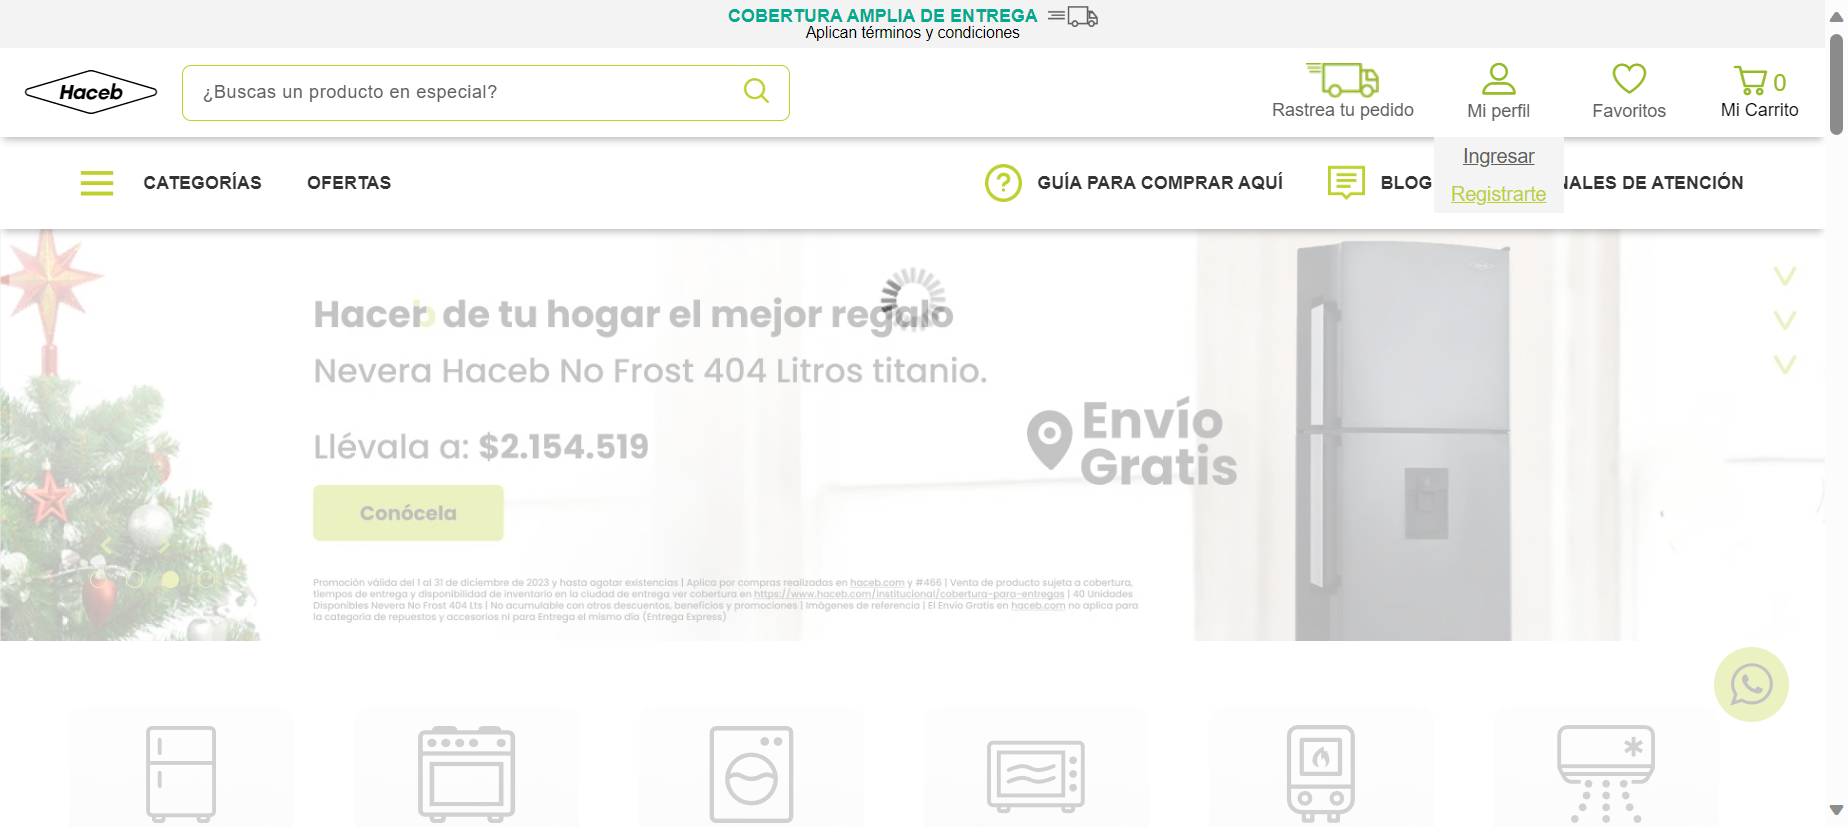 COBERTURA AMPLIA DE ENTREGA
Aplican términos y condiciones
Haceb
¿Buscas un producto en especial?
Rastrea tu pedido
Mi perfil
Favoritos
0
Mi Carrito
Ingresar
Registrarte
CATEGORÍAS
OFERTAS
GUÍA PARA COMPRAR AQUÍ
BLOG
NALES DE ATENCIÓN
Haceb de tu hogar el mejor regalo
Nevera Haceb No Frost 404 Litros titanio.
Llévala a: $2.154.519
Envío
Gratis
Conócela
Promoción válida del 1 al 31 de diciembre de 2023 y hasta agotar existencias | Aplica por compras realizadas en haceb.com y #466 | Venta de producto sujeta a cobertura,
tiempos de entrega y disponibilidad de inventario en la ciudad de entrega ver cobertura en https://www.haceb.com/institucional/cobertura-para-entregas | 40 Unidades
Disponibles Nevera No Frost 404 Lts | No acumulable con otros descuentos, beneficios y promociones | Imágenes de referencia | El Envío Gratis en haceb.com no aplica para
la categoría de repuestos y accesorios ni para Entrega el mismo día (Entrega Express)